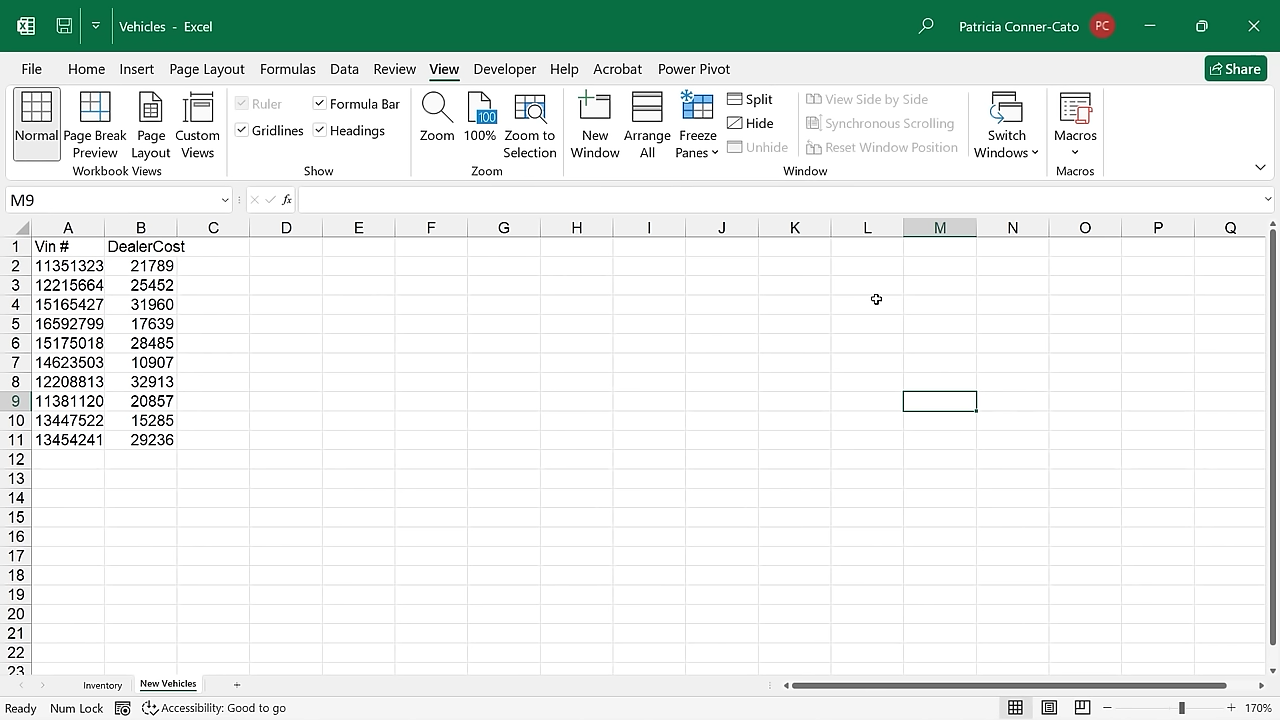 Vehicles - Excel
Patricia Conner-Cato PC
File Home Insert Page Layout Formulas Data Review View Developer Help Acrobat Power Pivot Share
Normal
Page Break Preview
Page Layout
Custom Views
Workbook Views
Ruler
Formula Bar
Gridlines
Headings
Show
Zoom
100
100%
Zoom to Selection
Zoom
New Window
Arrange All
Freeze Panes
Split
Hide
Unhide
View Side by Side
Synchronous Scrolling
Reset Window Position
Switch Windows
Window
Macros
Macros
M9
fx
A B C D E F G H I J K L M N O P Q
1 Vin # DealerCost
2 11351323 21789
3 12215664 25452
4 15165427 31960
5 16592799 17639
6 15175018 28485
7 14623503 10907
8 12208813 32913
9 11381120 20857
10 13447522 15285
11 13454241 29236
12
13
14
15
16
17
18
19
20
21
22
23
Inventory New Vehicles +
Ready Num Lock Accessibility: Good to go 170%